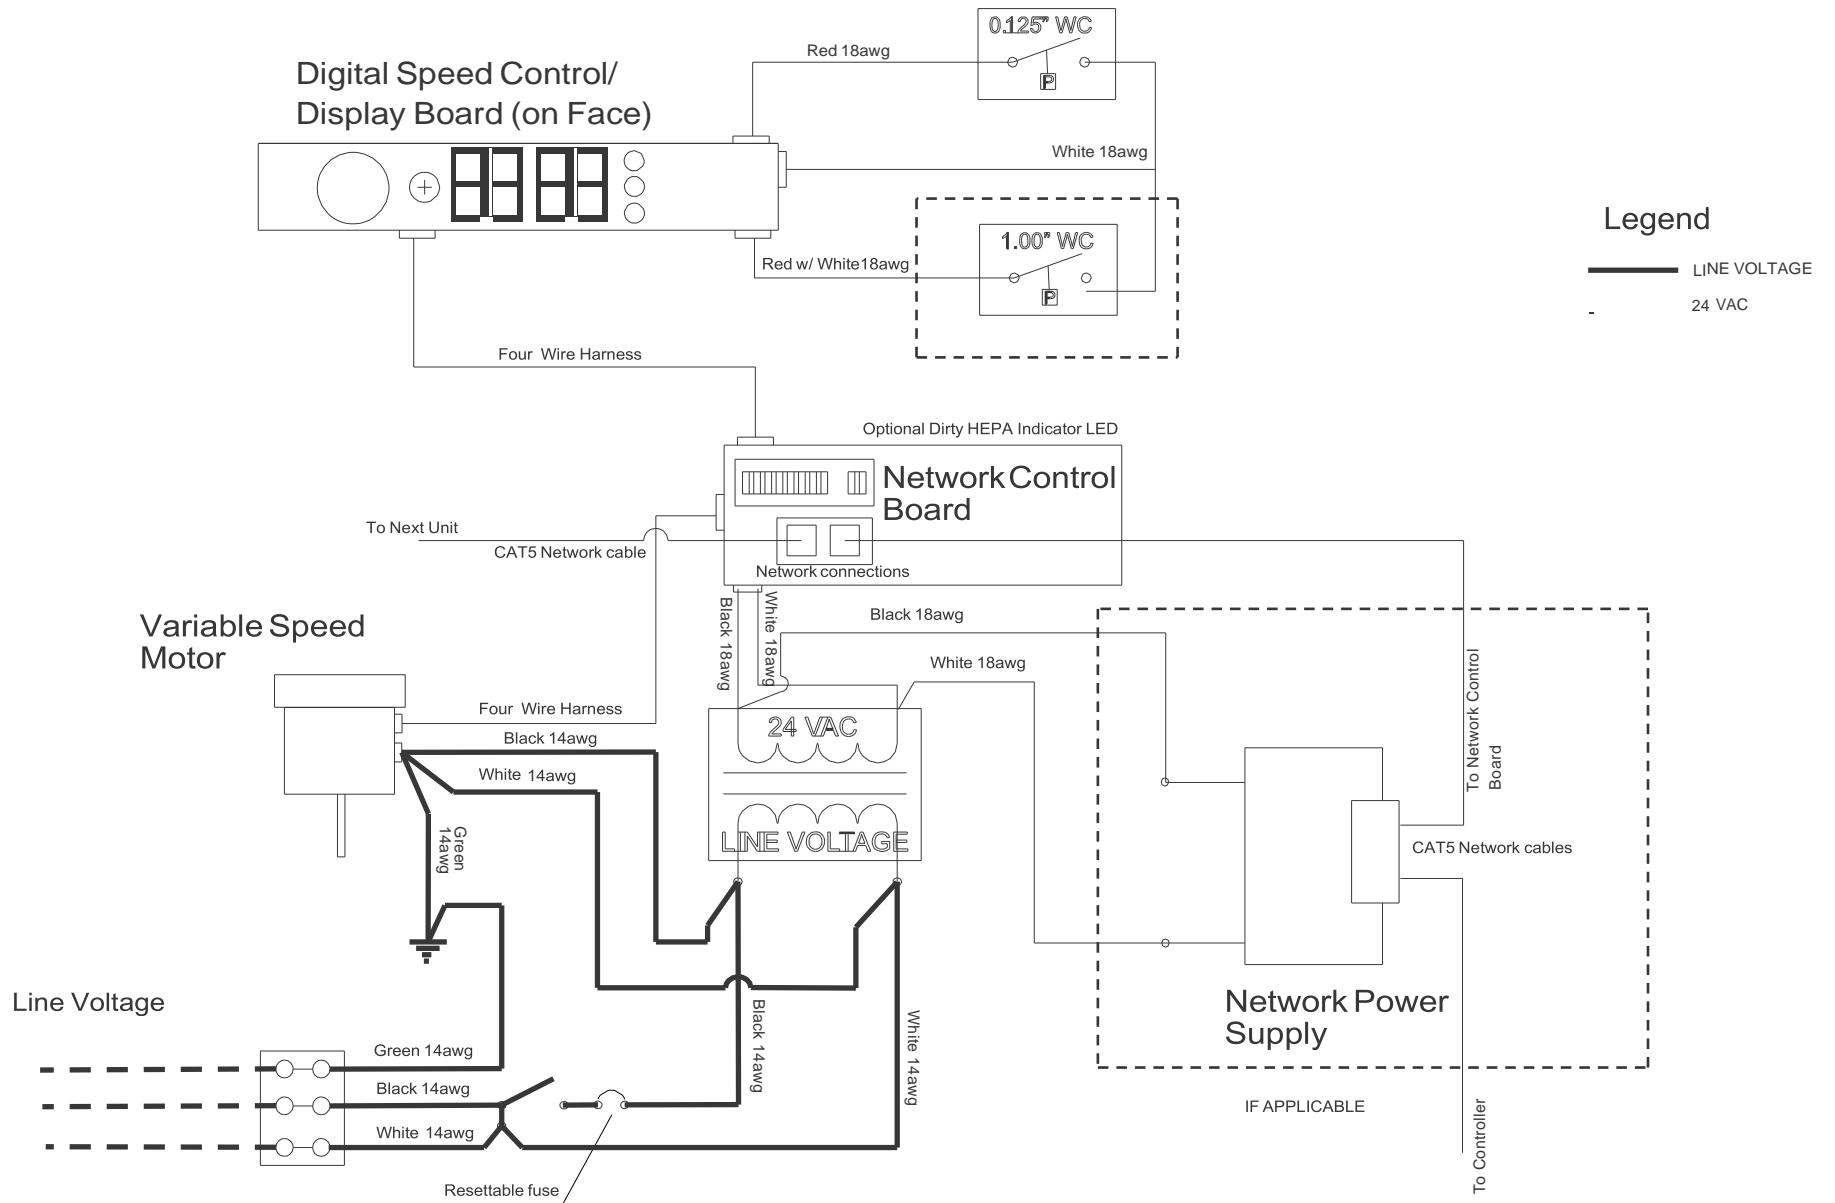 0.125” WC
Red 18awg
P
Digital Speed Control/
Display Board (on Face)
White 18awg
1.00” WC
Red w/ White18awg
P
Legend
LINE VOLTAGE
24 VAC
Four Wire Harness
Optional Dirty HEPA Indicator LED
Network Control
Board
To Next Unit
CAT5 Network cable
Network connections
Black 18awg
White 18awg
Black 18awg
White 18awg
Variable Speed
Motor
Four Wire Harness
Black 14awg
White 14awg
Green
14awg
24 VAC
LINE VOLTAGE
To Network Control
Board
CAT5 Network cables
Network Power
Supply
Line Voltage
Black 14awg
White 14awg
Green 14awg
Black 14awg
White 14awg
Resettable fuse
IF APPLICABLE
To Controller